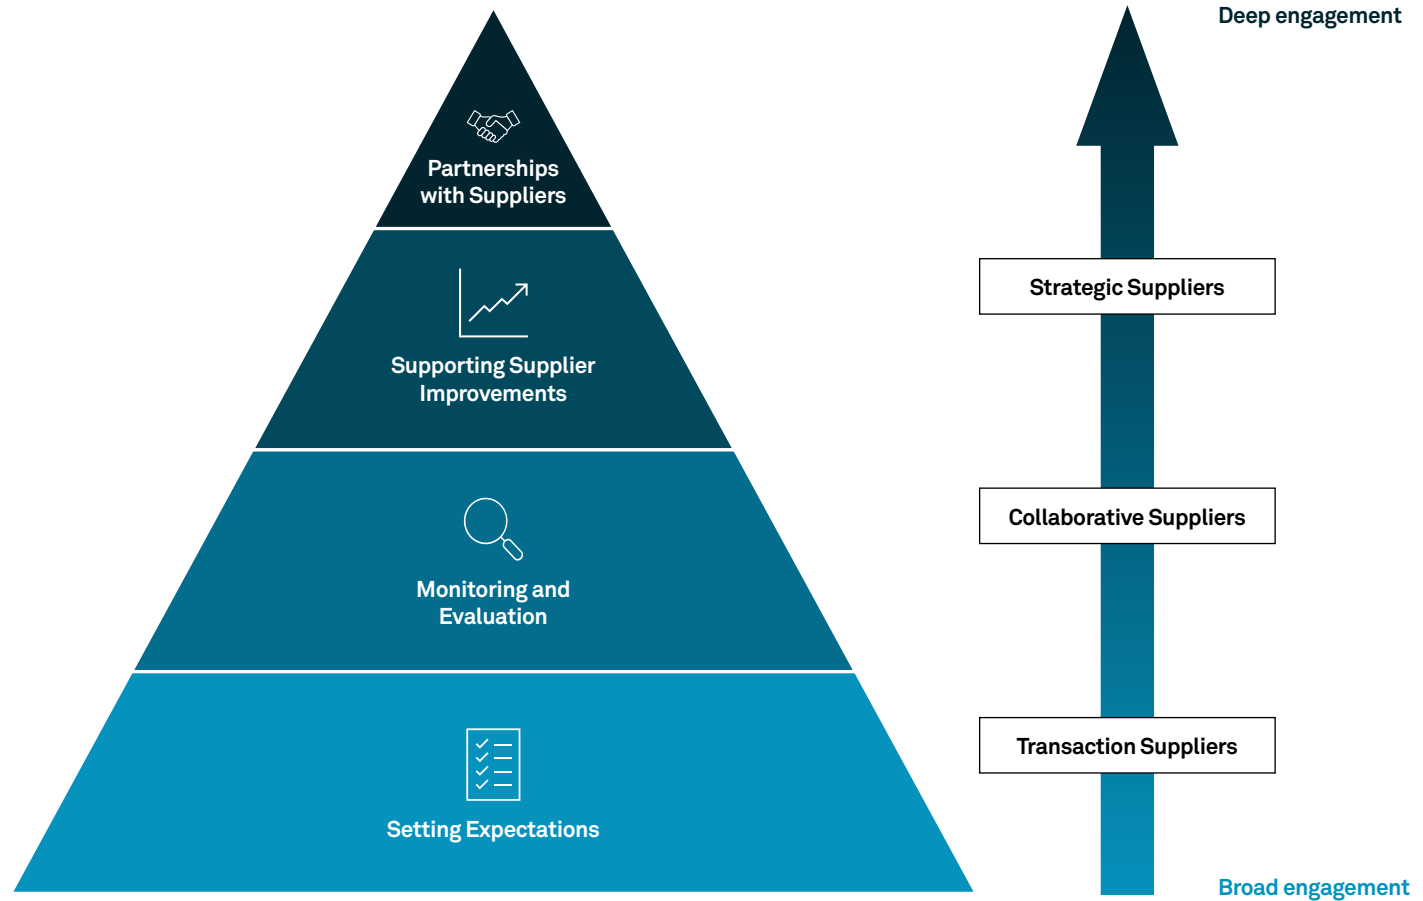 Partnerships
with Suppliers
Supporting Supplier
Improvements
Monitoring and
Evaluation
Setting Expectations
Deep engagement
Strategic Suppliers
Collaborative Suppliers
Transaction Suppliers
Broad engagement